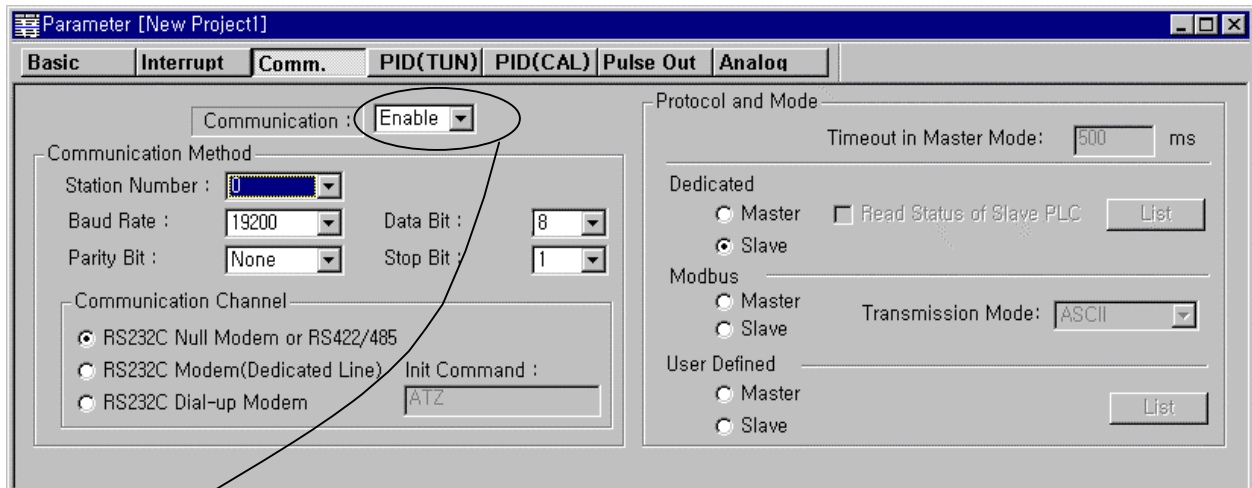 Parameter [New Project1]
Basic Interrupt Comm. PID(TUN) PID(CAL) Pulse Out Analog
Communication : Enable
Communication Method
Station Number : 0
Baud Rate : 19200 Data Bit : 8
Parity Bit : None Stop Bit : 1
Communication Channel
RS232C Null Modem or RS422/485
RS232C Modem(Dedicated Line) Init Command :
RS232C Dial-up Modem ATZ
Protocol and Mode
Timeout in Master Mode: 500 ms
Dedicated
Master Read Status of Slave PLC List
Slave
Modbus
Master Transmission Mode: ASCII
Slave
User Defined
Master List
Slave